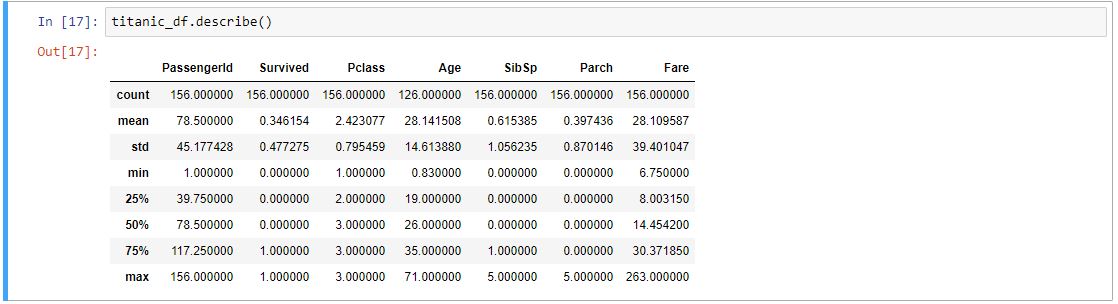 In [17]: titanic_df.describe()
Out[17]:
PassengerId Survived Pclass Age SibSp Parch Fare
count 156.000000 156.000000 156.000000 126.000000 156.000000 156.000000 156.000000
mean 78.500000 0.346154 2.423077 28.141508 0.615385 0.397436 28.109587
std 45.177428 0.477275 0.795459 14.613880 1.056235 0.870146 39.401047
min 1.000000 0.000000 1.000000 0.830000 0.000000 0.000000 6.750000
25% 39.750000 0.000000 2.000000 19.000000 0.000000 0.000000 8.003150
50% 78.500000 0.000000 3.000000 26.000000 0.000000 0.000000 14.454200
75% 117.250000 1.000000 3.000000 35.000000 1.000000 0.000000 30.371850
max 156.000000 1.000000 3.000000 71.000000 5.000000 5.000000 263.000000